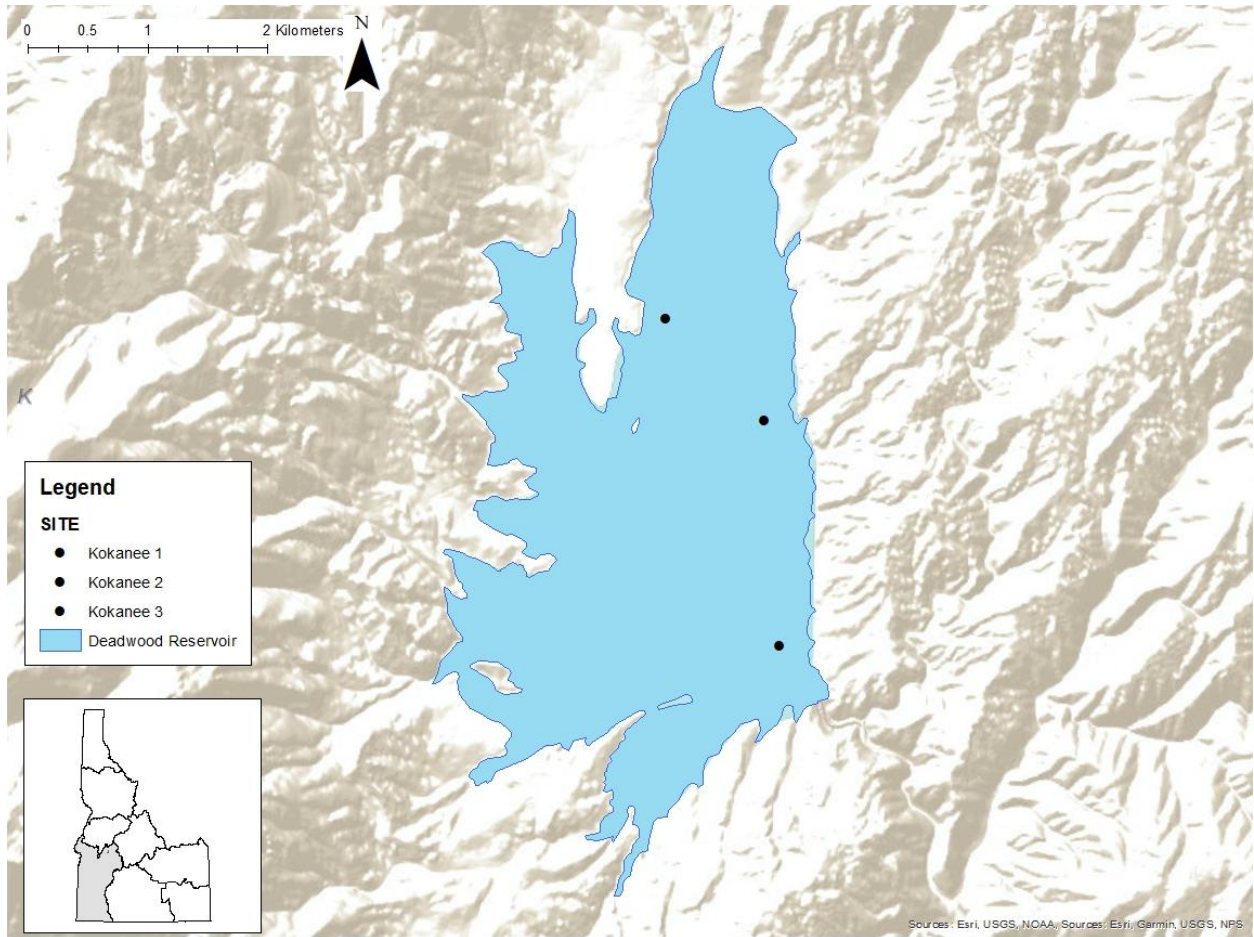 N
0 0.5 1 2 Kilometers
K
Legend
SITE
Kokanee 1
Kokanee 2
Kokanee 3
Deadwood Reservoir
Sources: Esri, USGS, NOAA, Sources: Esri, Garmin, USGS, NPS